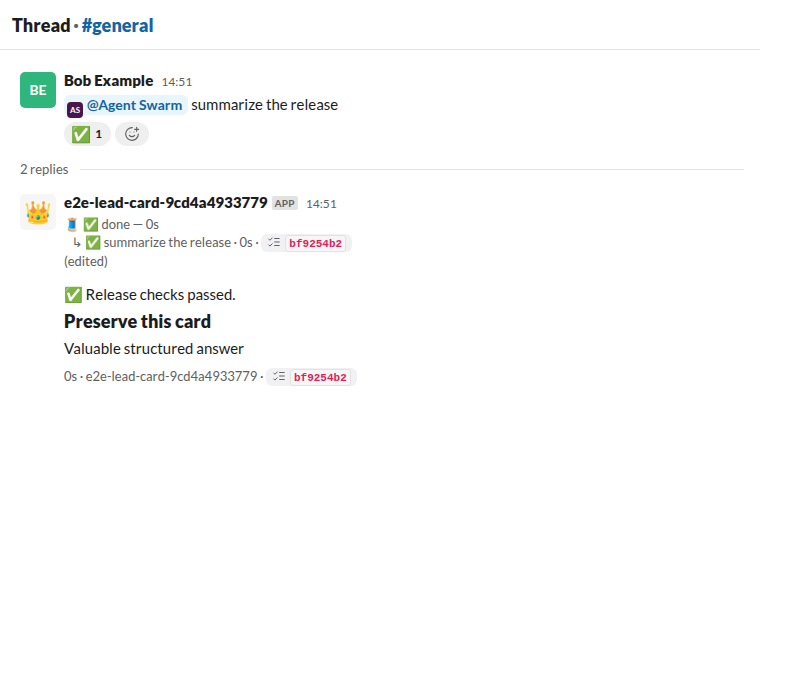 Thread · #general
BE
Bob Example 14:51
AS @Agent Swarm summarize the release
✅ 1
2 replies
e2e-lead-card-9cd4a4933779 APP 14:51
🧵 ✅ done — 0s
↳ ✅ summarize the release · 0s · bf9254b2
(edited)
✅ Release checks passed.
Preserve this card
Valuable structured answer
0s · e2e-lead-card-9cd4a4933779 · bf9254b2